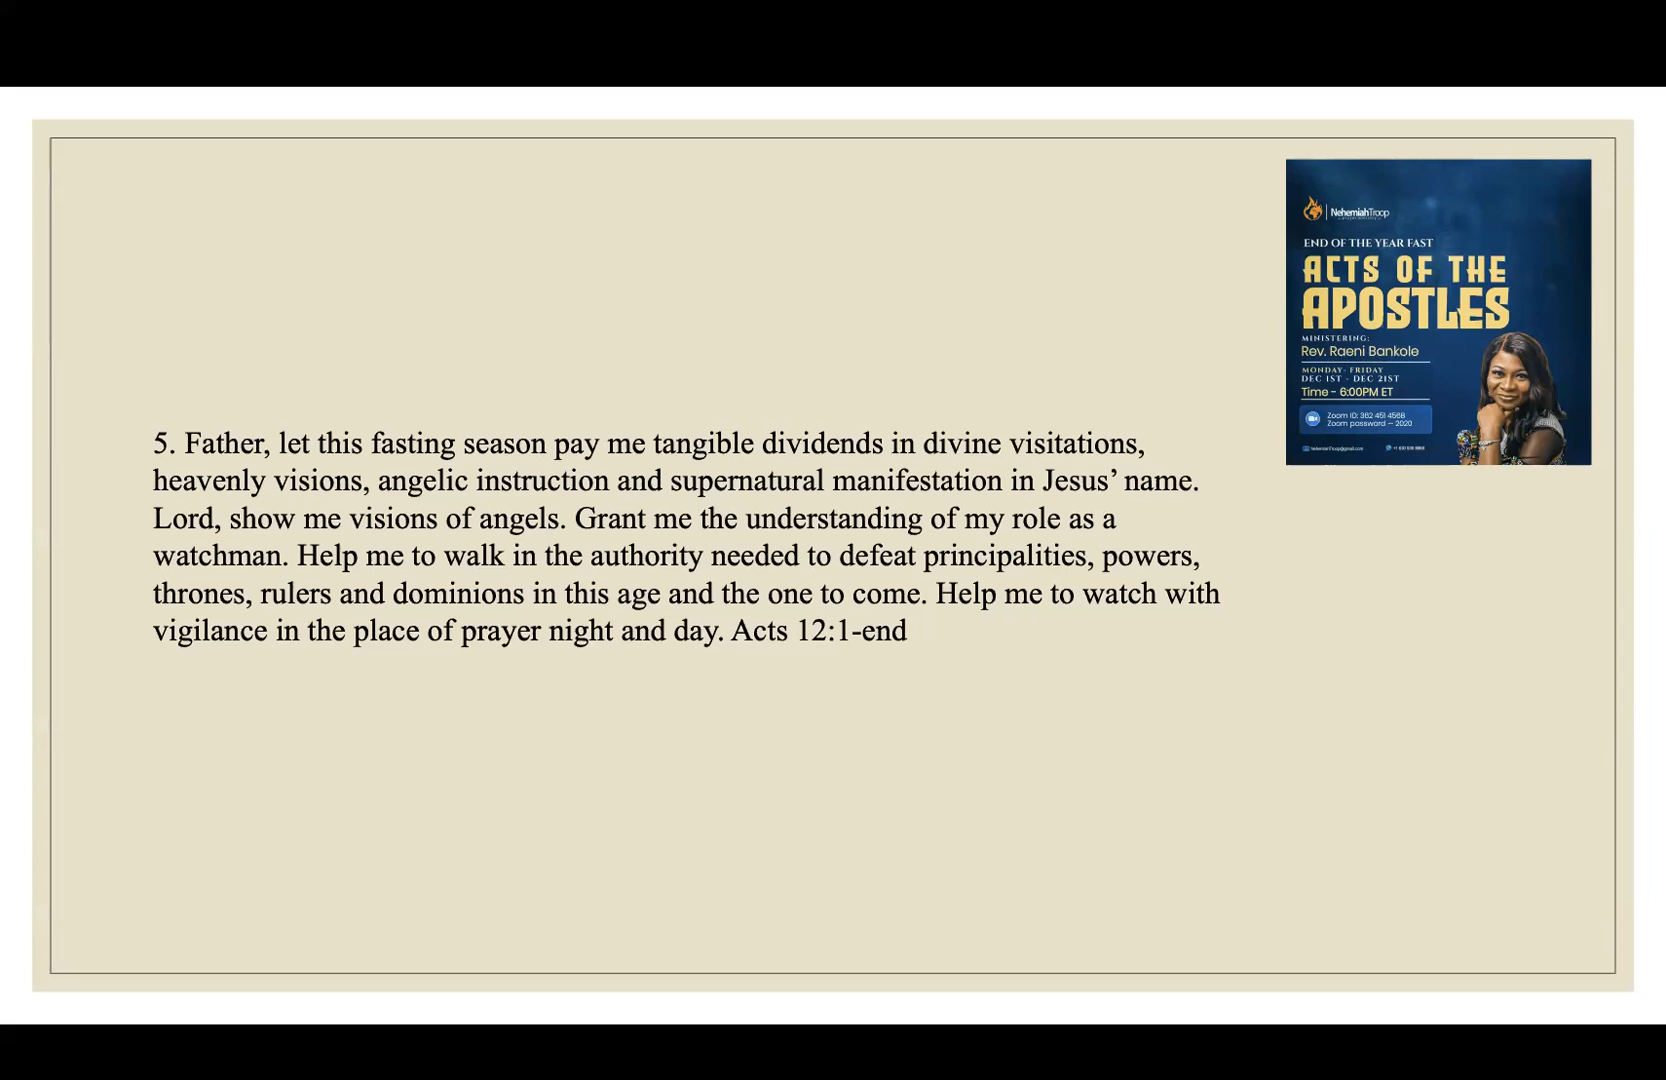 5. Father, let this fasting season pay me tangible dividends in divine visitations,
heavenly visions, angelic instruction and supernatural manifestation in Jesus’ name.
Lord, show me visions of angels. Grant me the understanding of my role as a
watchman. Help me to walk in the authority needed to defeat principalities, powers,
thrones, rulers and dominions in this age and the one to come. Help me to watch with
vigilance in the place of prayer night and day. Acts 12:1-end
NehemiahTroop
END OF THE YEAR FAST
ACTS OF THE
APOSTLES
MINISTERING:
Rev. Raeni Bankole
MONDAY- FRIDAY
DEC 1ST - DEC 21ST
Time - 6:00PM ET
Zoom ID: 362 451 4568
Zoom password — 2020
NehemiahTroop@gmail.com